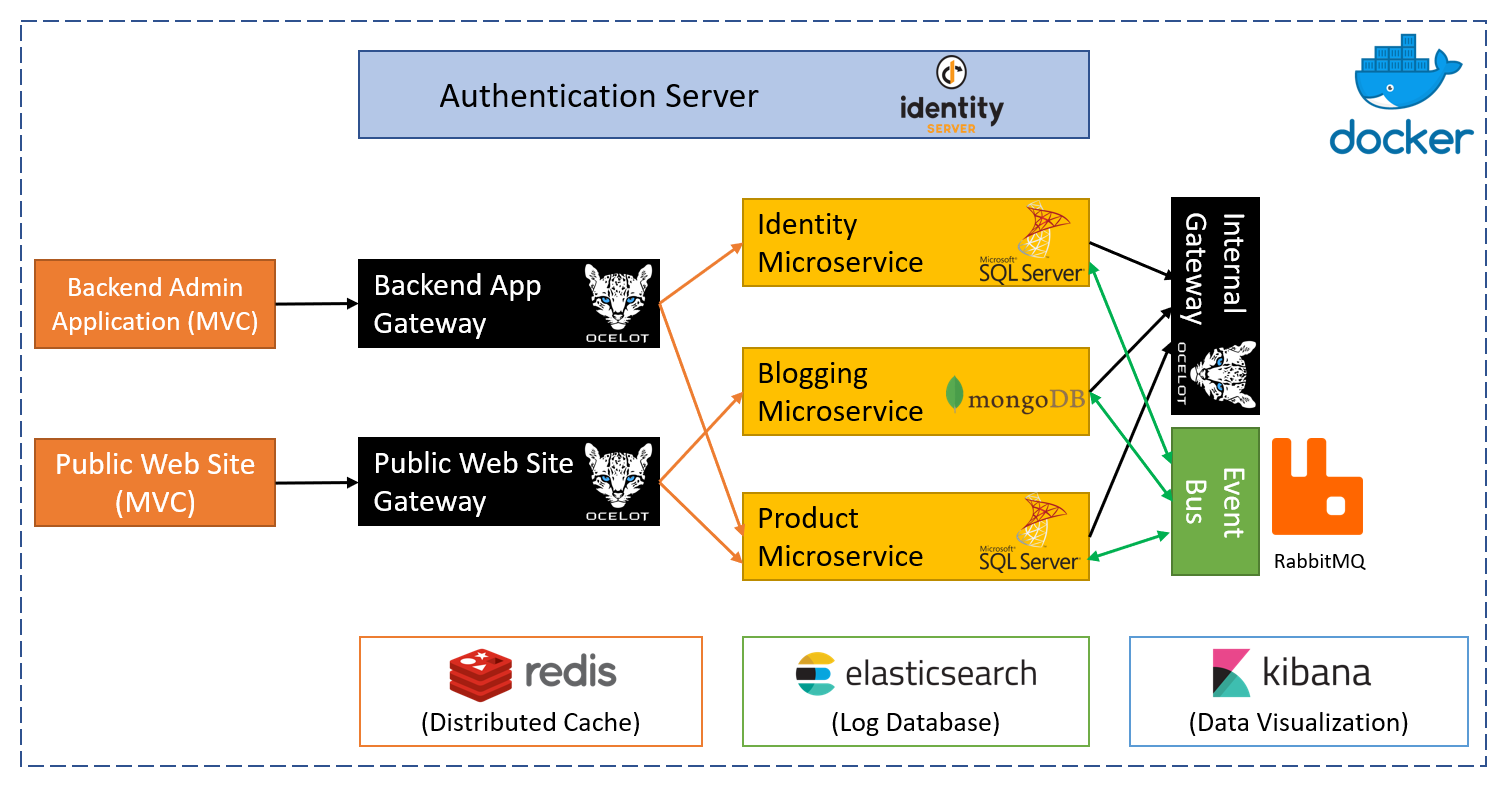 Authentication Server
identity
SERVER
docker
Backend Admin
Application (MVC)
Backend App
Gateway
OCELOT
Identity
Microservice
Microsoft®
SQL Server
Internal
Gateway
OCELOT
Blogging
Microservice
mongoDB
Public Web Site
(MVC)
Public Web Site
Gateway
OCELOT
Product
Microservice
Microsoft®
SQL Server
Event
Bus
RabbitMQ
redis
(Distributed Cache)
elasticsearch
(Log Database)
kibana
(Data Visualization)